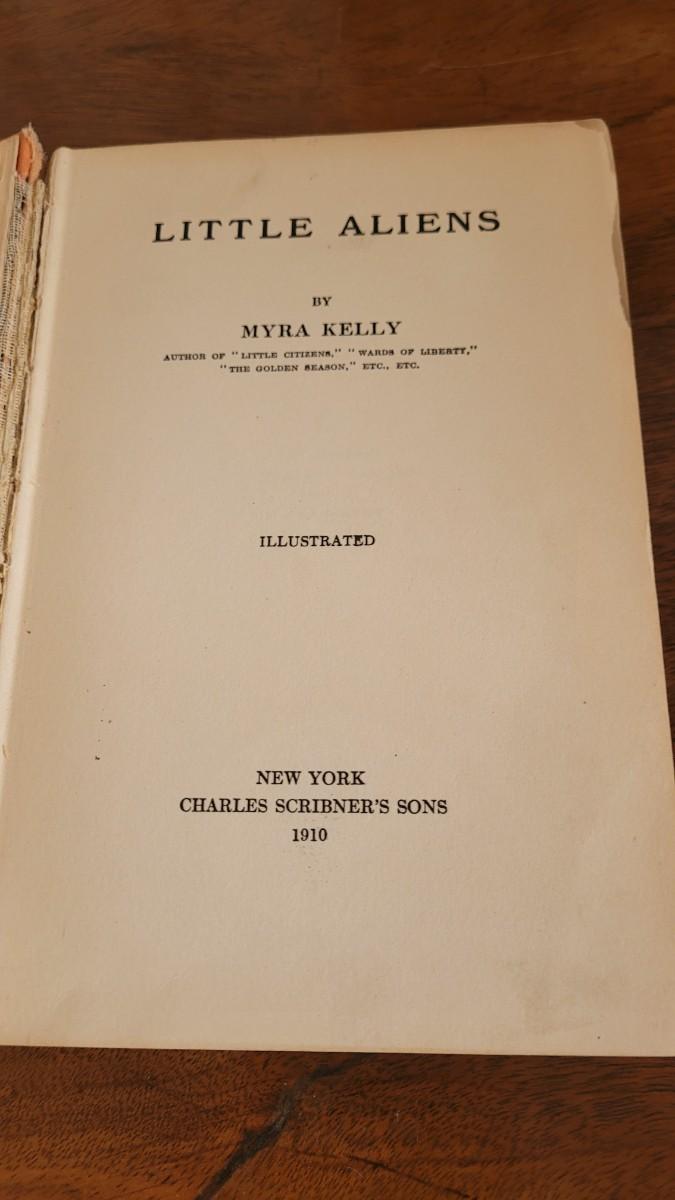 LITTLE ALIENS
BY
MYRA KELLY
AUTHOR OF "LITTLE CITIZENS," "WARDS OF LIBERTY,"
"THE GOLDEN SEASON," ETC., ETC.
ILLUSTRATED
NEW YORK
CHARLES SCRIBNER'S SONS
1910